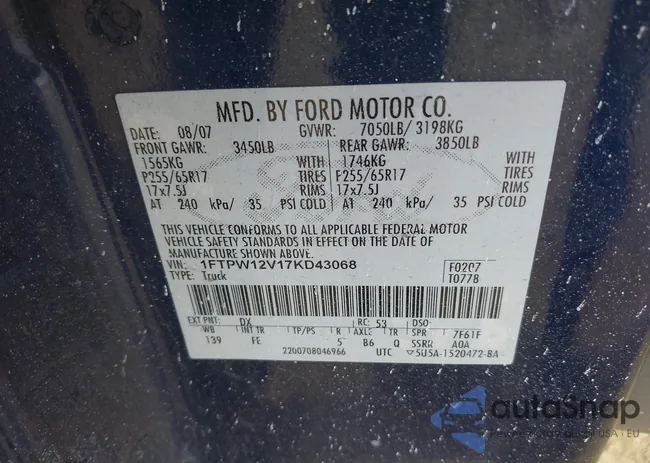 MFD. BY FORD MOTOR CO.
DATE: 08/07 GVWR: 7050LB/ 3198KG
FRONT GAWR: 3450LB REAR GAWR: 3850LB
1565KG WITH 1746KG WITH
P255/65R17 TIRES P255/65R17 TIRES
17x7.5J RIMS 17x7.5J RIMS
AT 240 kPa/ 35 PSI COLD AT 240 kPa/ 35 PSI COLD
THIS VEHICLE CONFORMS TO ALL APPLICABLE FEDERAL MOTOR
VEHICLE SAFETY STANDARDS IN EFFECT ON THE DATE OF
MANUFACTURE SHOWN ABOVE.
VIN: 1FTPW12V17KD43068 F0207
TYPE: Truck T0778
EXT PNT: DX RC: 53 DSO:
WB INT TR TP/PS R AXLE TR SPR 7F61F
139 FE 5 B6 Q SSRR A0A
2200708046966 UTC ▽5U5A-1520472-BA
Ford
autoSnap